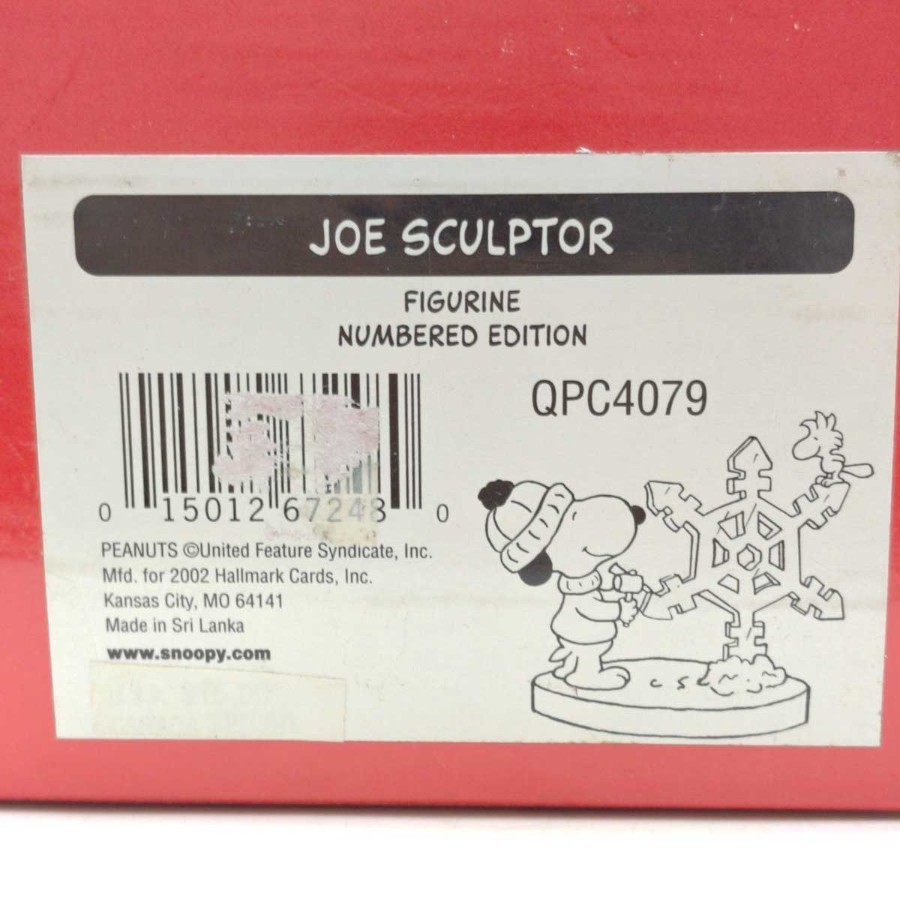 JOE SCULPTOR
FIGURINE
NUMBERED EDITION
QPC4079
0 15012 67248 0
PEANUTS ©United Feature Syndicate, Inc.
Mfd. for 2002 Hallmark Cards, Inc.
Kansas City, MO 64141
Made in Sri Lanka
www.snoopy.com